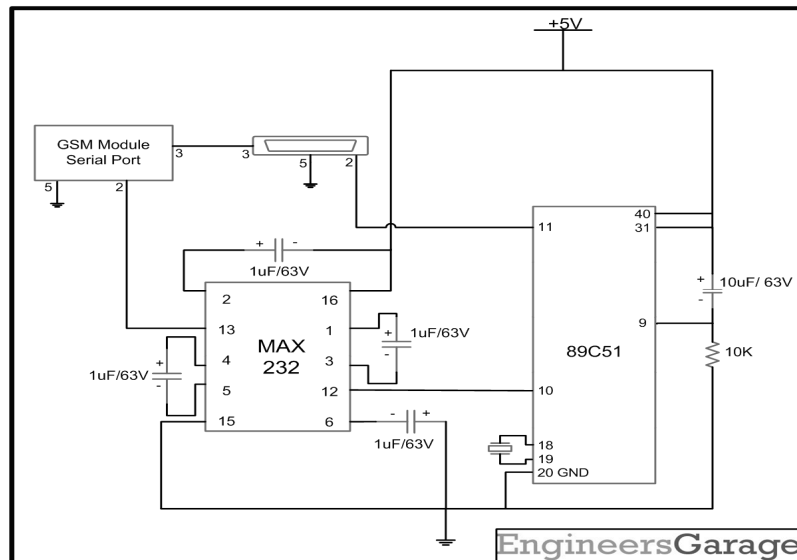 +5V
GSM Module
Serial Port
3
3
5
2
5
2
40
31
11
+ -
1uF/63V
+
10uF/ 63V
-
2
16
13
1
+
1uF/63V
-
9
MAX
232
89C51
10K
+
1uF/63V
-
4
3
5
12
10
15
6
- +
1uF/63V
18
19
20 GND
EngineersGarage